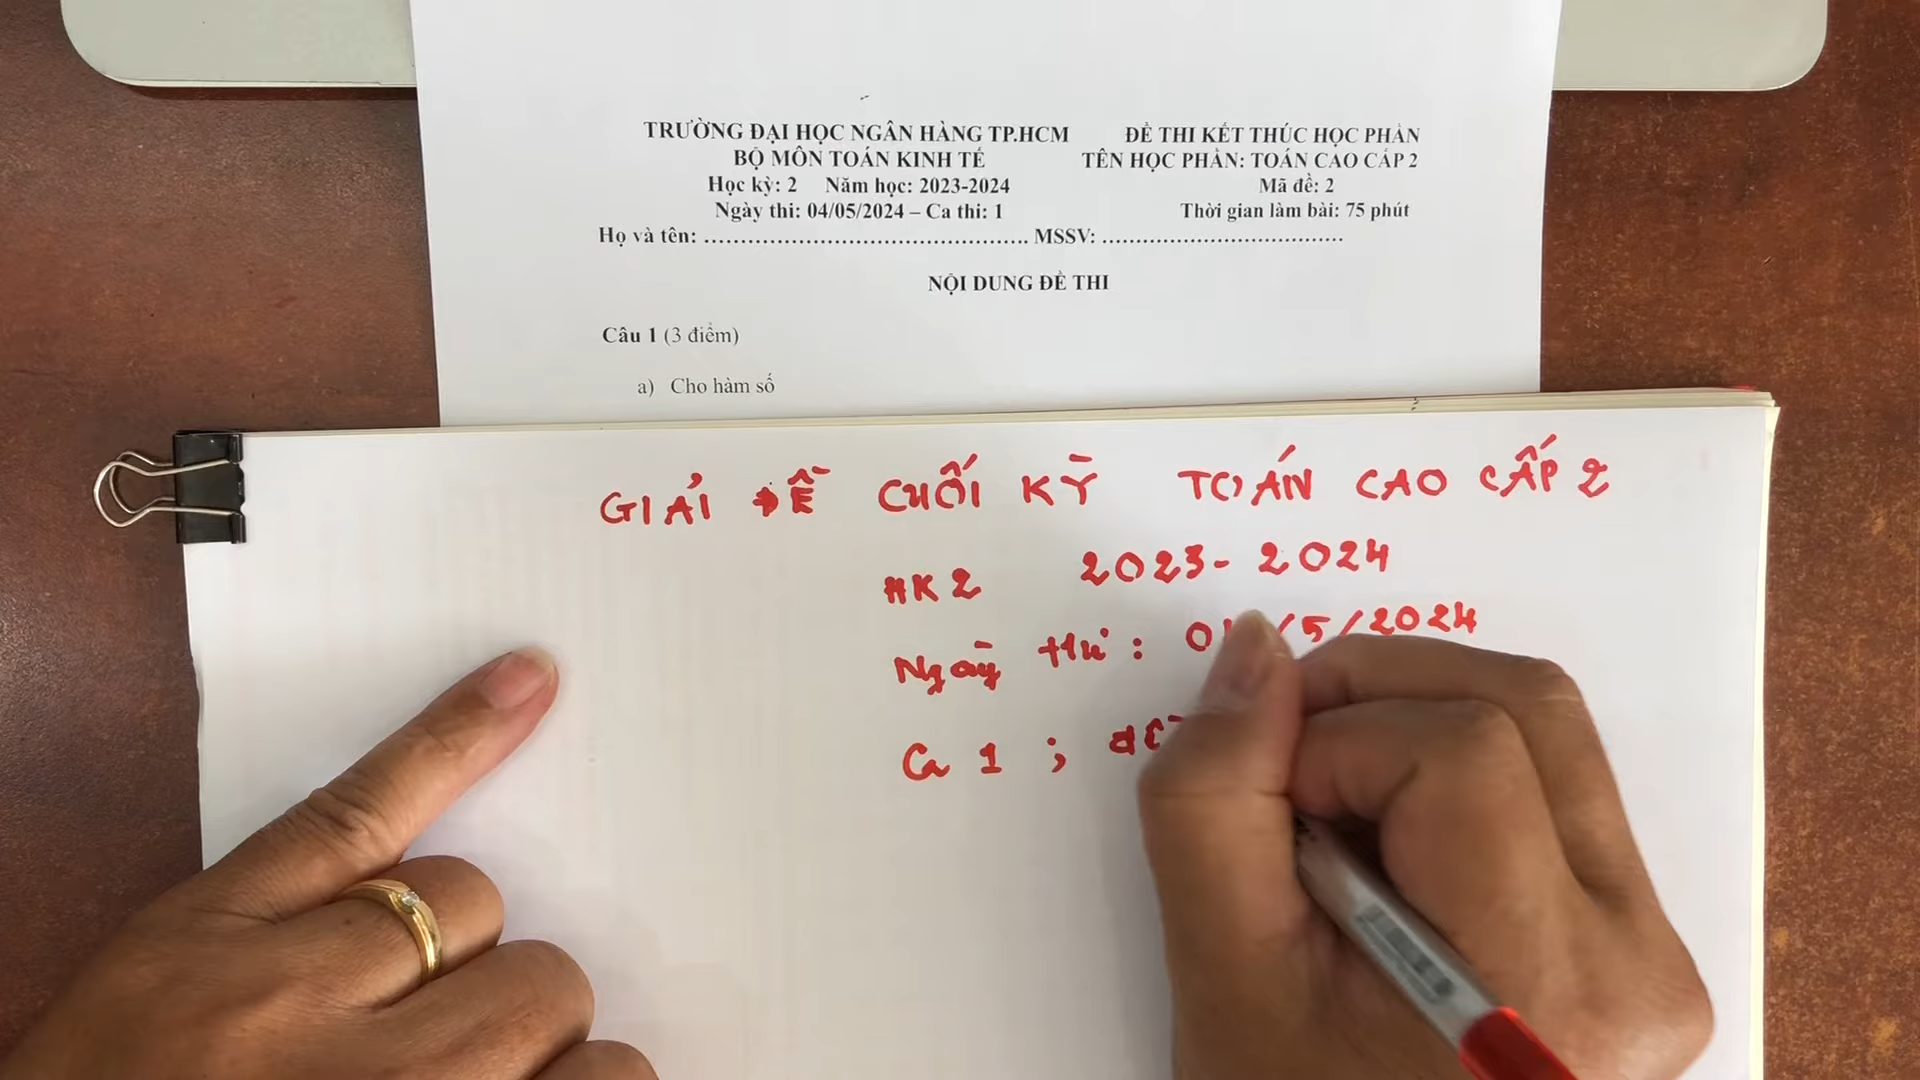 TRƯỜNG ĐẠI HỌC NGÂN HÀNG TP.HCM
BỘ MÔN TOÁN KINH TẾ
Học kỳ: 2 Năm học: 2023-2024
Ngày thi: 04/05/2024 – Ca thi: 1
ĐỀ THI KẾT THÚC HỌC PHẦN
TÊN HỌC PHẦN: TOÁN CAO CẤP 2
Mã đề: 2
Thời gian làm bài: 75 phút
Họ và tên: ................................................ MSSV: ....................................
NỘI DUNG ĐỀ THI
Câu 1 (3 điểm)
a) Cho hàm số
GIẢI ĐỀ CUỐI KỲ TOÁN CAO CẤP 2
HK2 2023-2024
Ngày thi: /5/2024
Ca 1 ;